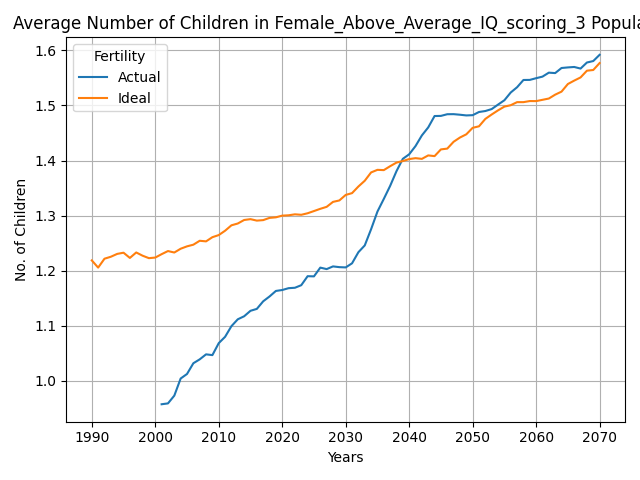 Average Number of Children in Female_Above_Average_IQ_scoring_3 Popula
Fertility
Actual
Ideal
No. of Children
1.6
1.5
1.4
1.3
1.2
1.1
1.0
1990 2000 2010 2020 2030 2040 2050 2060 2070
Years